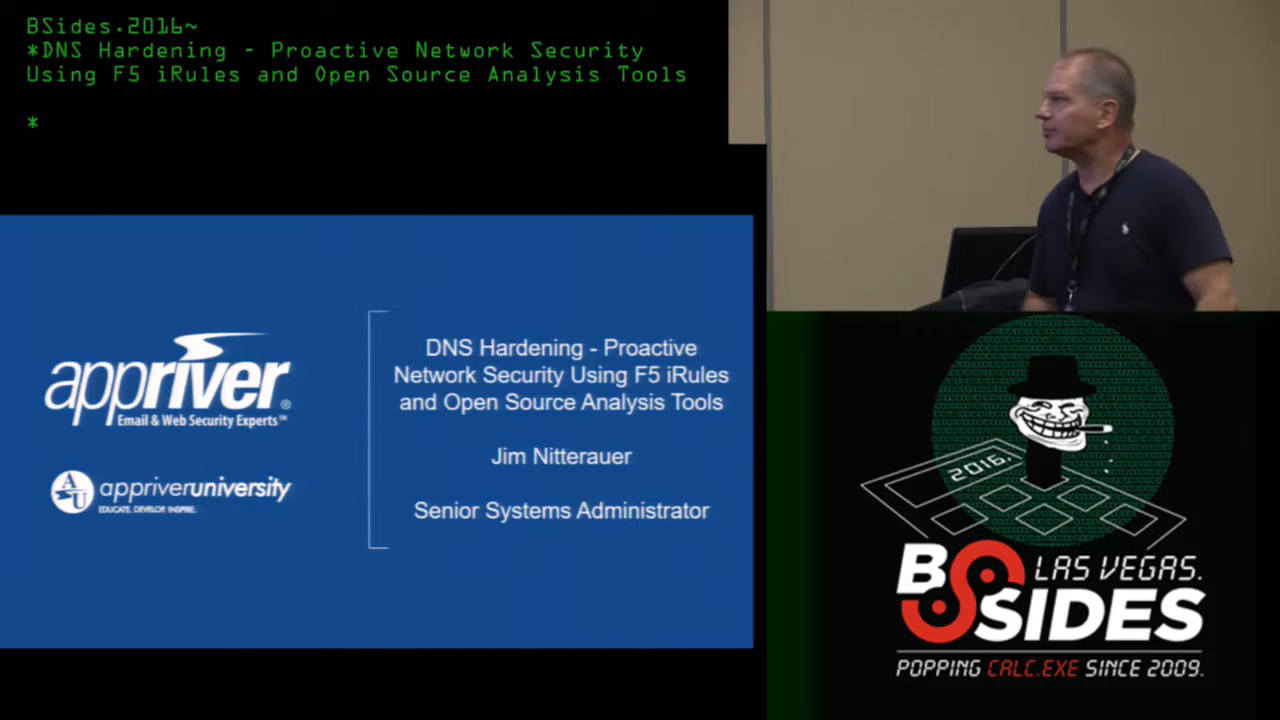 BSides.2016~
*DNS Hardening - Proactive Network Security
Using F5 iRules and Open Source Analysis Tools
*
appriver®
Email & Web Security Experts™
AU
appriveruniversity
EDUCATE. DEVELOP. INSPIRE.
DNS Hardening - Proactive
Network Security Using F5 iRules
and Open Source Analysis Tools
Jim Nitterauer
Senior Systems Administrator
2016.
BSIDES
LAS VEGAS.
POPPING CALC.EXE SINCE 2009.